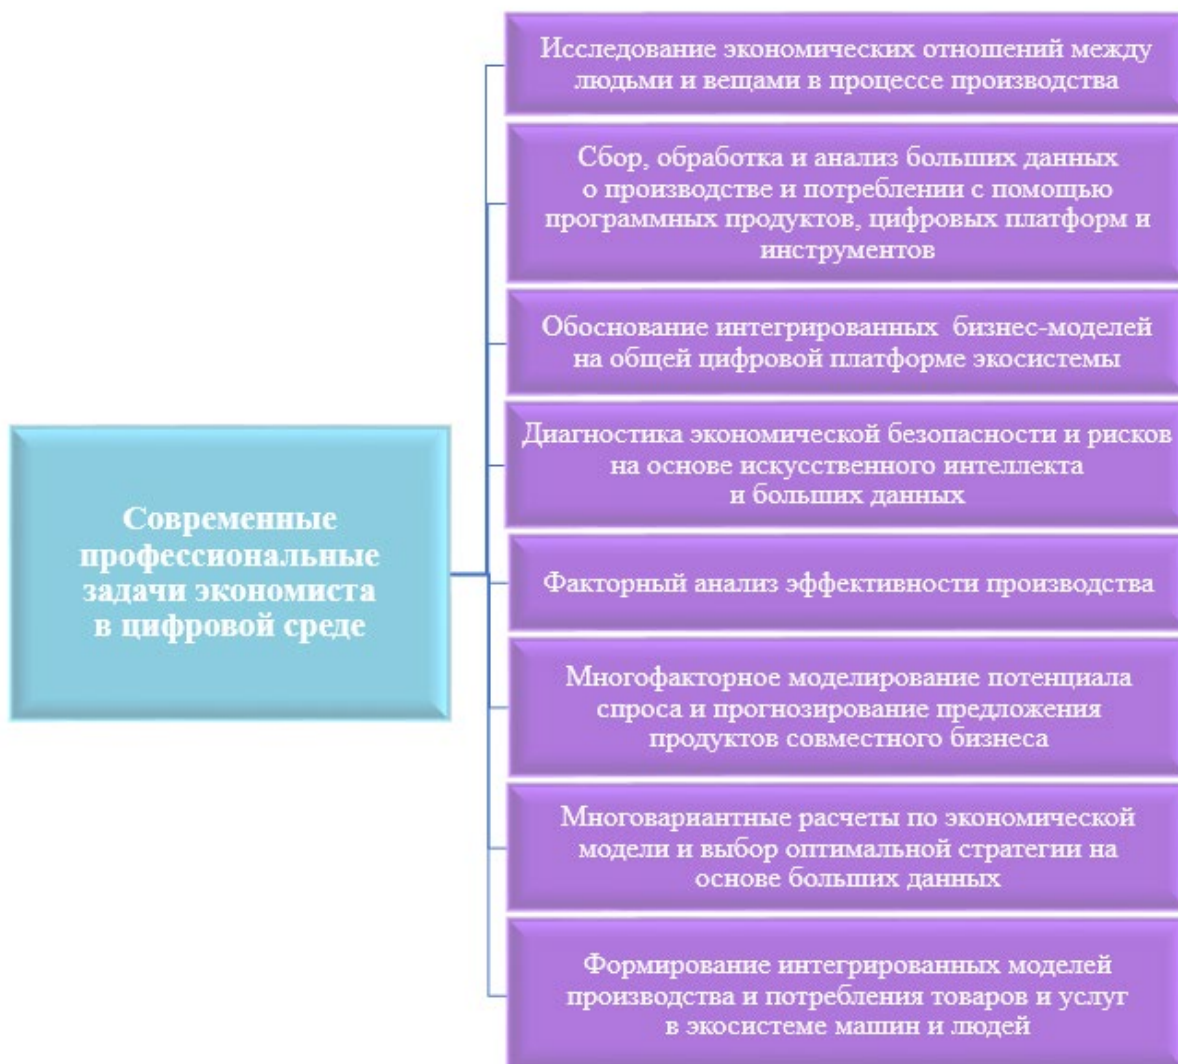 Исследование экономических отношений между
людьми и вещами в процессе производства
Сбор, обработка и анализ больших данных
о производстве и потреблении с помощью
программных продуктов, цифровых платформ и
инструментов
Обоснование интегрированных бизнес-моделей
на общей цифровой платформе экосистемы
Диагностика экономической безопасности и рисков
на основе искусственного интеллекта
и больших данных
Современные
профессиональные
задачи экономиста
в цифровой среде
Факторный анализ эффективности производства
Многофакторное моделирование потенциала
спроса и прогнозирование предложения
продуктов совместного бизнеса
Многовариантные расчеты по экономической
модели и выбор оптимальной стратегии на
основе больших данных
Формирование интегрированных моделей
производства и потребления товаров и услуг
в экосистеме машин и людей